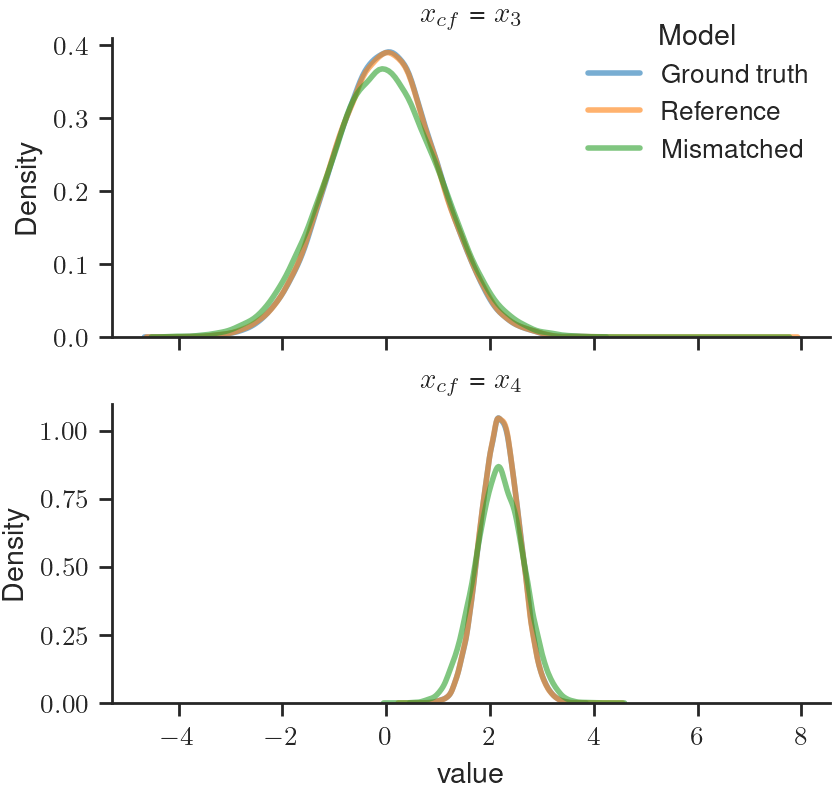 x_cf = x_3
Model
Ground truth
Reference
Mismatched
Density
0.4
0.3
0.2
0.1
0.0
x_cf = x_4
Density
1.00
0.75
0.50
0.25
0.00
−4 −2 0 2 4 6 8
value